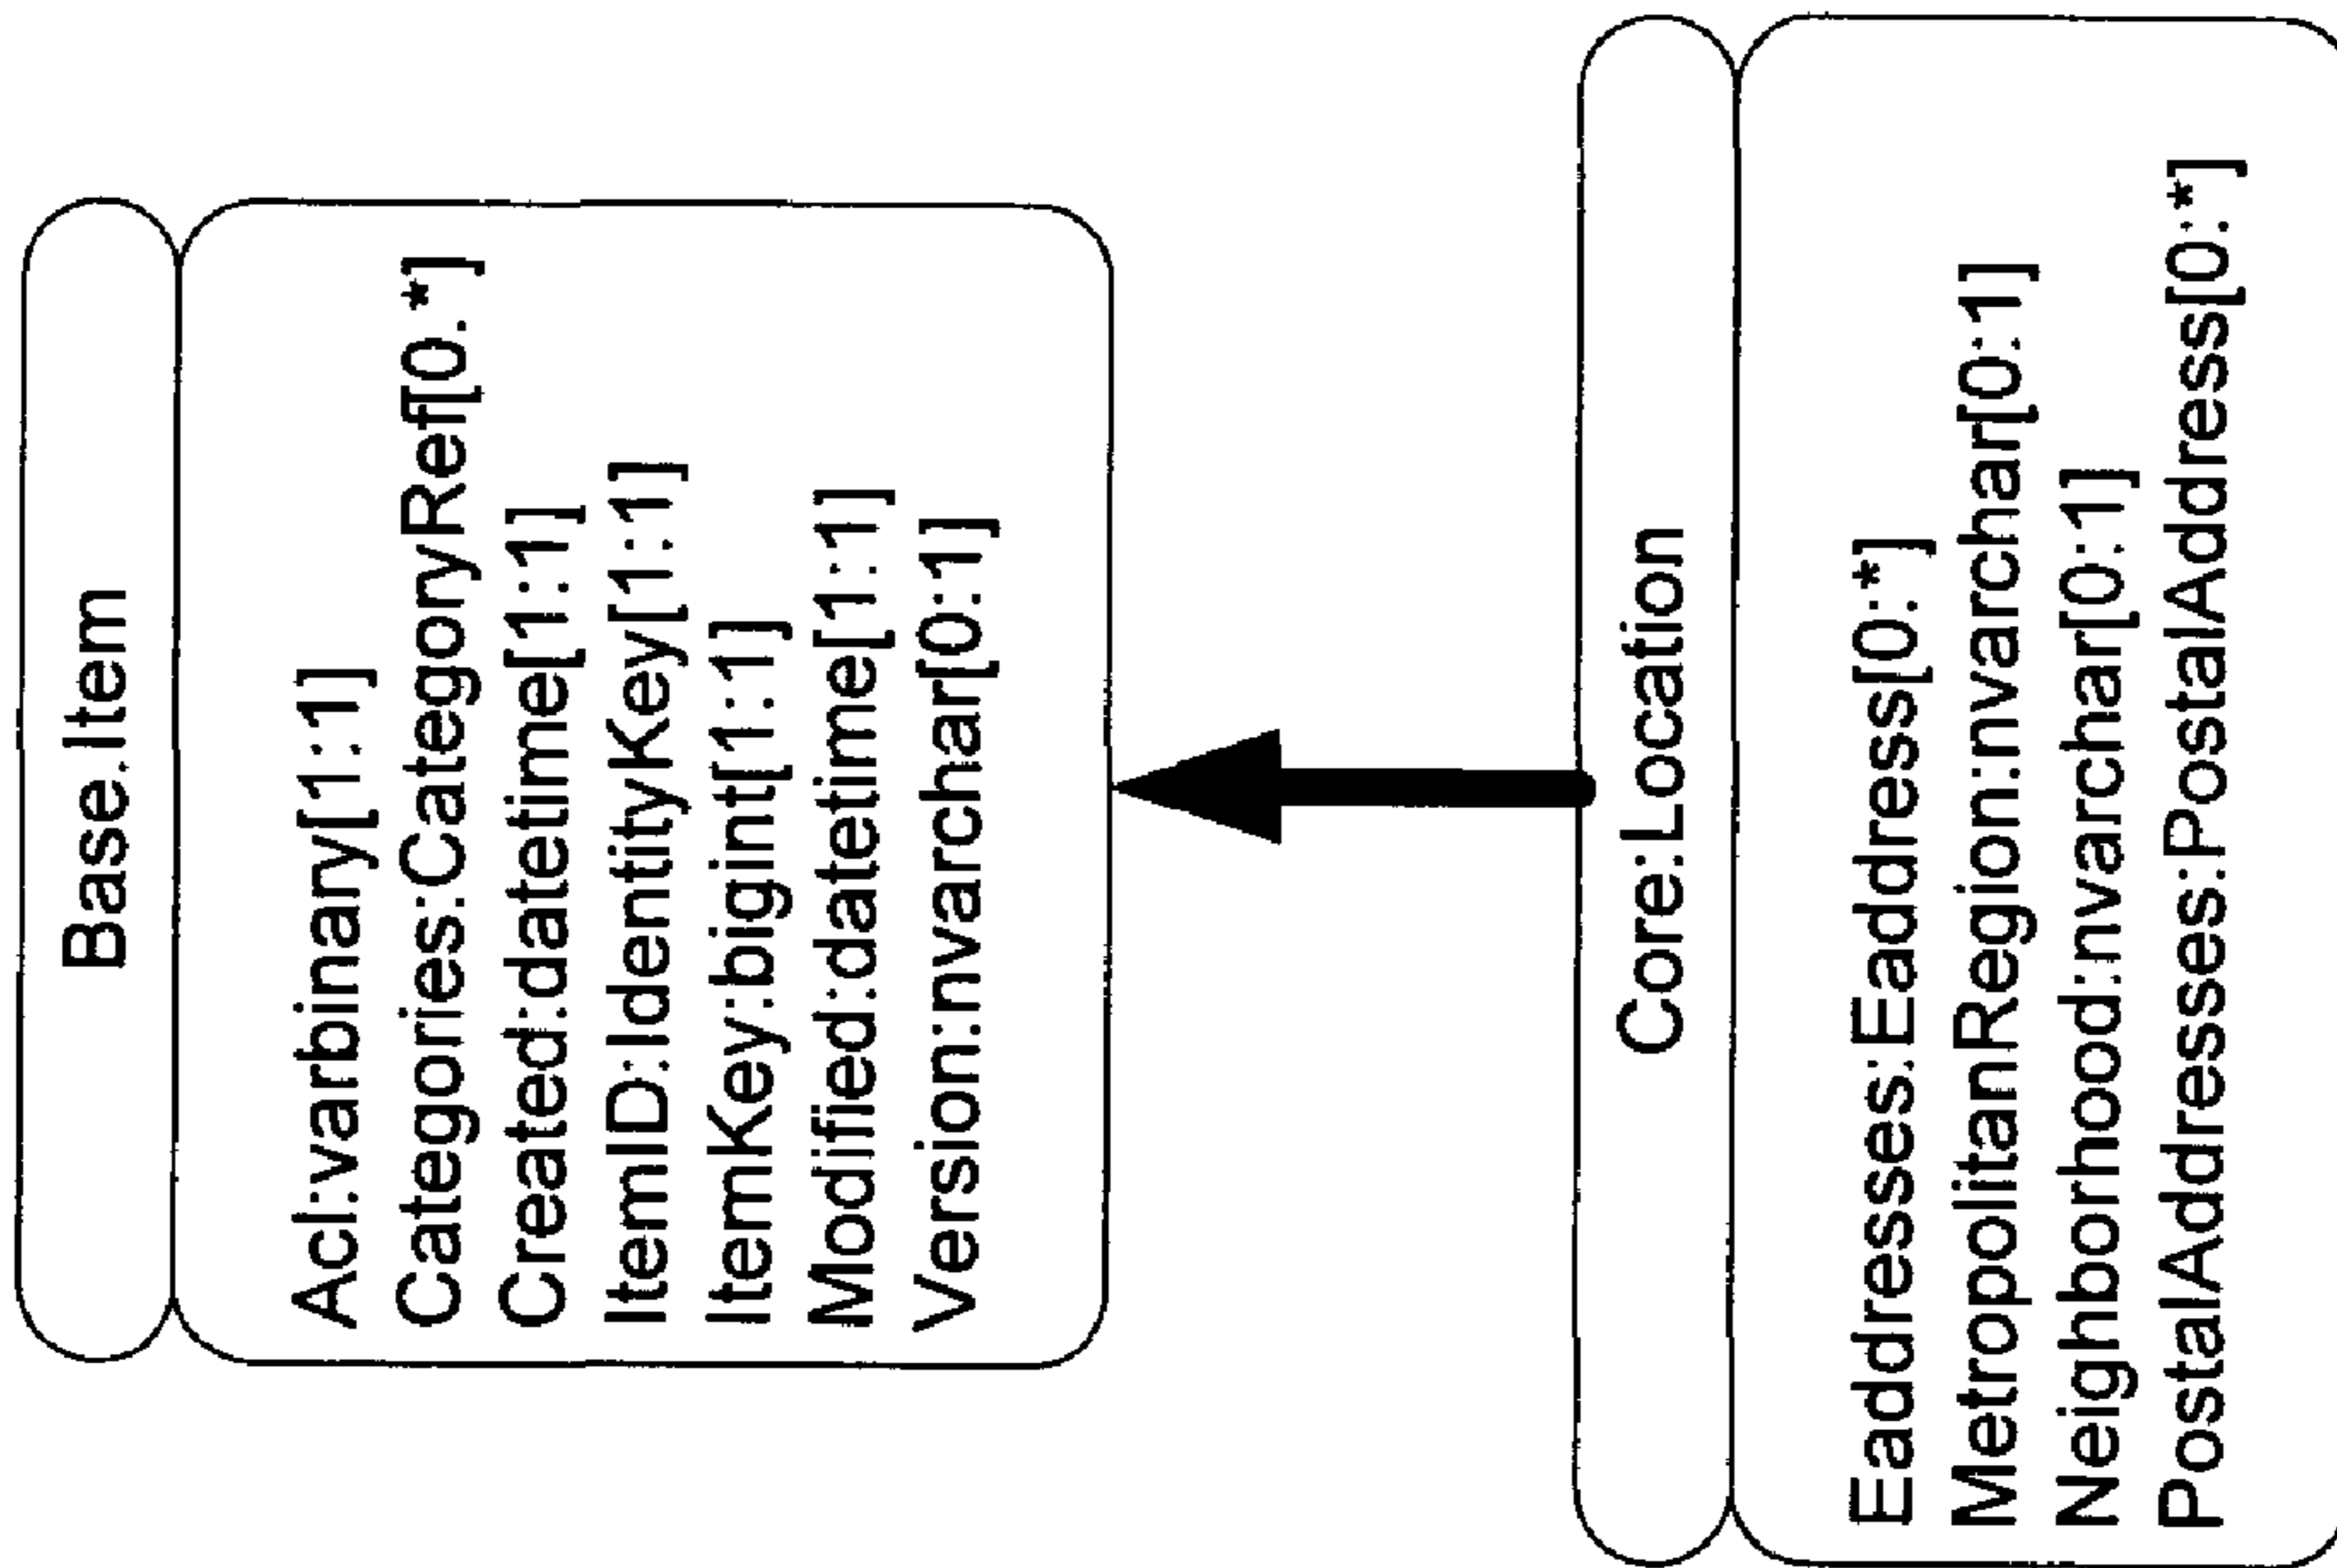 Base.Item
Acl:varbinary[1:1]
Categories:CategoryRef[0.*]
Created:datetime[1:1]
ItemID:IdentityKey[1:1]
ItemKey:bigint[1:1]
Modified:datetime[1:1]
Version:nvarchar[0:1]
Core:Location
Eaddresses:Eaddress[0:*]
MetropolitanRegion:nvarchar[0:1]
Neighborhood:nvarchar[0:1]
PostalAddresses:PostalAddress[0:*]